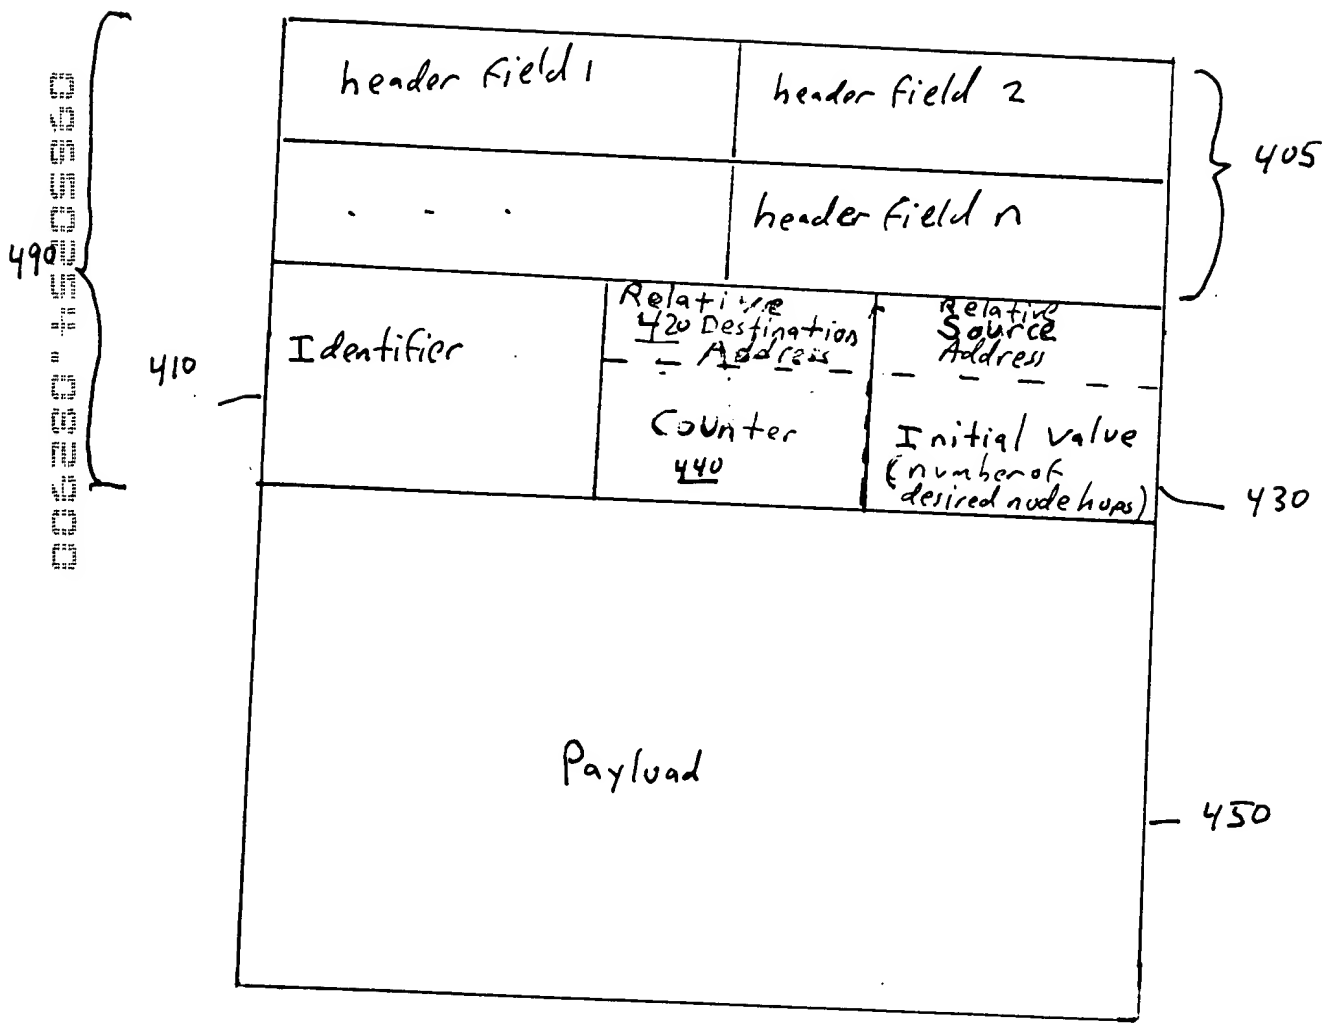 header field 1
header field 2
405
. . .
header field n
490
Relative
420 Destination
Address
Relative
Source
Address
Identifier
410
Counter
440
Initial value
(number of
desired node hops)
430
Payload
450